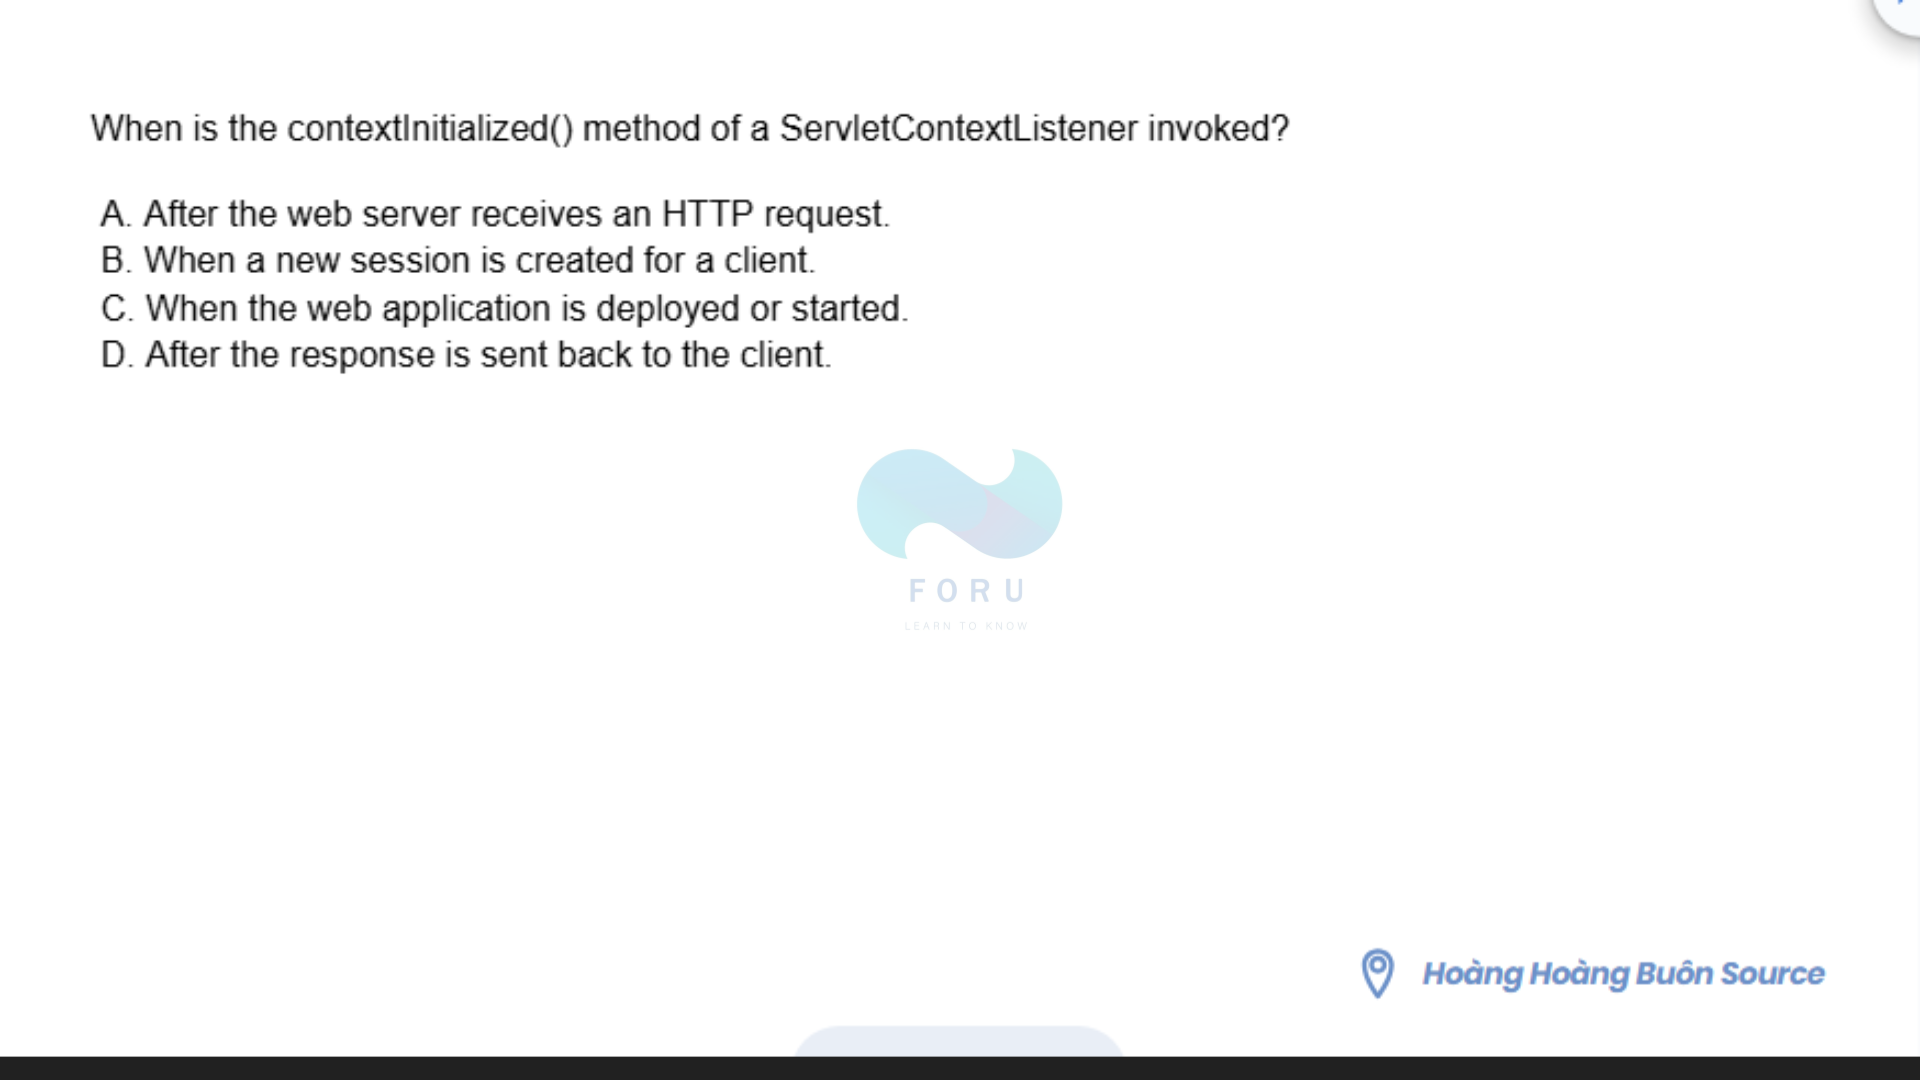 When is the contextInitialized() method of a ServletContextListener invoked?
A. After the web server receives an HTTP request.
B. When a new session is created for a client.
C. When the web application is deployed or started.
D. After the response is sent back to the client.
FORU
LEARN TO KNOW
Hoàng Hoàng Buôn Source